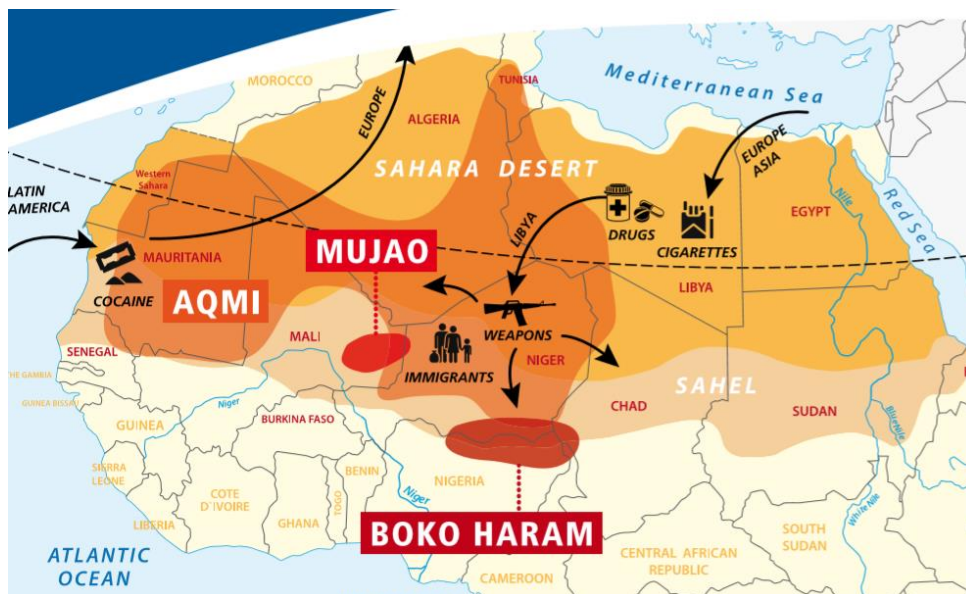 MOROCCO
TUNISIA
Mediterranean Sea
EUROPE
ALGERIA
SAHARA DESERT
EUROPE
ASIA
Western
Sahara
LATIN
AMERICA
Nile
Red Sea
EGYPT
LIBYA
DRUGS
CIGARETTES
MAURITANIA
MUJAO
COCAINE
AQMI
LIBYA
WEAPONS
MALI
NIGER
SENEGAL
IMMIGRANTS
SAHEL
THE GAMBIA
GUINEA BISSAU
Niger
CHAD
SUDAN
Bluenile
GUINEA
BURKINA FASO
SIERRA
LEONE
BENIN
NIGERIA
COTE
D'IVOIRE
TOGO
Niger
LIBERIA
GHANA
White Nile
BOKO HARAM
SOUTH
SUDAN
ATLANTIC
OCEAN
CENTRAL AFRICAN
REPUBLIC
CAMEROON